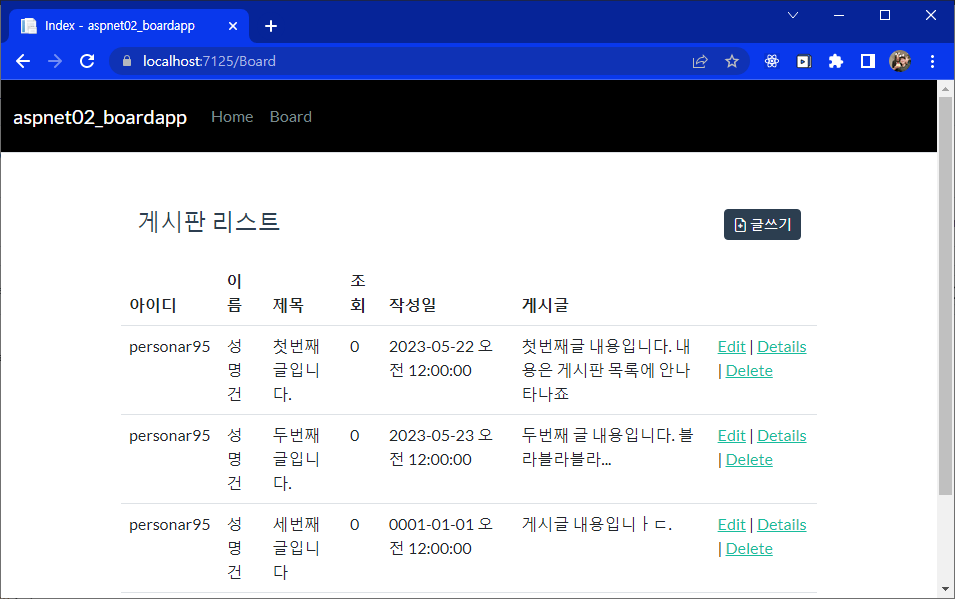 Index - aspnet02_boardapp
localhost:7125/Board
aspnet02_boardapp Home Board
게시판 리스트
글쓰기
아이디 이름 제목 조회 작성일 게시글
personar95 성 첫번째 0 2023-05-22 오 첫번째글 내용입니다. 내 Edit | Details
명 글입니 전 12:00:00 용은 게시판 목록에 안나 | Delete
건 다. 타나죠
personar95 성 두번째 0 2023-05-23 오 두번째 글 내용입니다. 블 Edit | Details
명 글입니 전 12:00:00 라블라블라... | Delete
건 다.
personar95 성 세번째 0 0001-01-01 오 게시글 내용입니ㅏㄷ. Edit | Details
명 글입니 전 12:00:00 | Delete
건 다